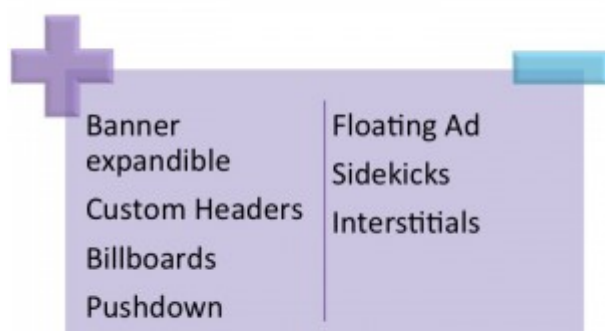 Banner
expandible
Custom Headers
Billboards
Pushdown
Floating Ad
Sidekicks
Interstitials